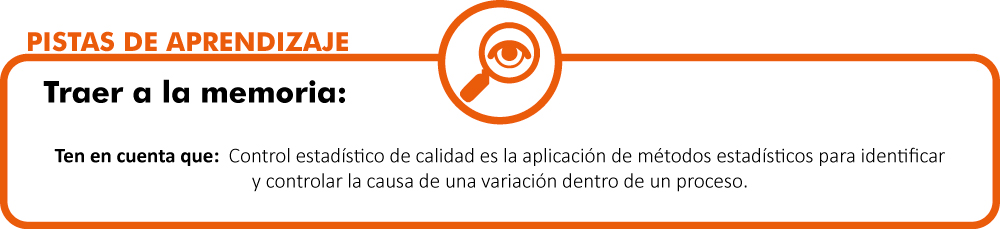 PISTAS DE APRENDIZAJE
Traer a la memoria:
Ten en cuenta que: Control estadístico de calidad es la aplicación de métodos estadísticos para identificar
y controlar la causa de una variación dentro de un proceso.